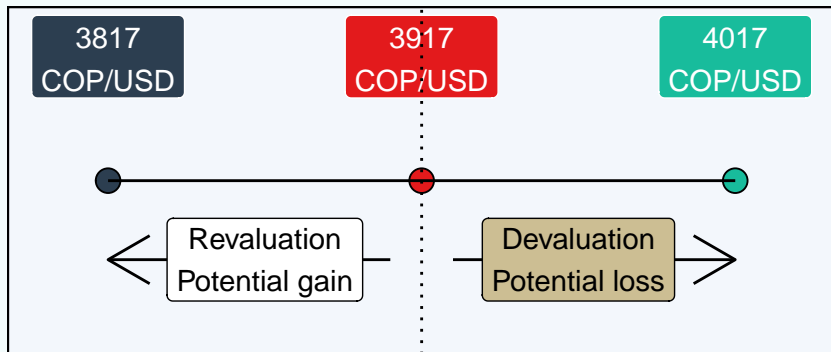 3817
COP/USD
3917
COP/USD
4017
COP/USD
Revaluation
Potential gain
Devaluation
Potential loss